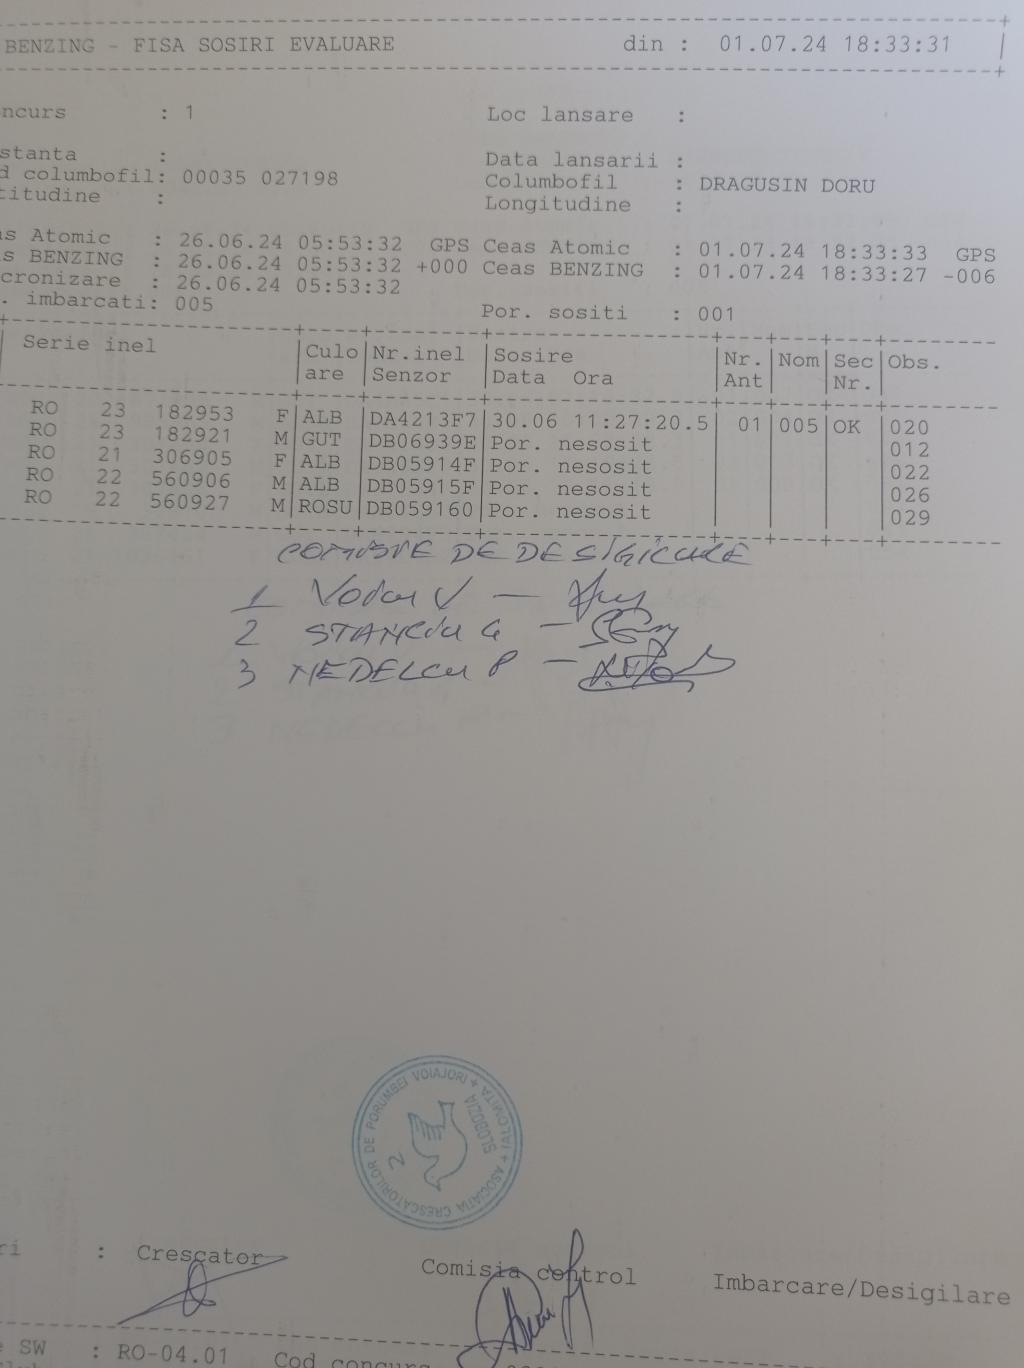 BENZING - FISA SOSIRI EVALUARE din : 01.07.24 18:33:31
ncurs : 1 Loc lansare :
stanta : Data lansarii :
d columbofil: 00035 027198 Columbofil : DRAGUSIN DORU
titudine : Longitudine :
as Atomic : 26.06.24 05:53:32 GPS Ceas Atomic : 01.07.24 18:33:33 GPS
as BENZING : 26.06.24 05:53:32 +000 Ceas BENZING : 01.07.24 18:33:27 -006
cronizare : 26.06.24 05:53:32
. imbarcati: 005 Por. sositi : 001
Serie inel Culo Nr.inel Sosire Nr. Nom Sec Obs.
are Senzor Data Ora Ant Nr.
RO 23 182953 F ALB DA4213F7 30.06 11:27:20.5 01 005 OK 020
RO 23 182921 M GUT DB06939E Por. nesosit 012
RO 21 306905 F ALB DB05914F Por. nesosit 022
RO 22 560906 M ALB DB05915F Por. nesosit 026
RO 22 560927 M ROSU DB059160 Por. nesosit 029
DE DESIGILARE
1 V —
2 STANCIU G —
3 NEDELCU P —
ASOCIATIA CRESCATORILOR DE PORUMBEI VOIAJORI + IALOMITA +
SLOBOZIA
2
ri : Crescator Comisia control Imbarcare/Desigilare
e SW : RO-04.01 Cod concurs